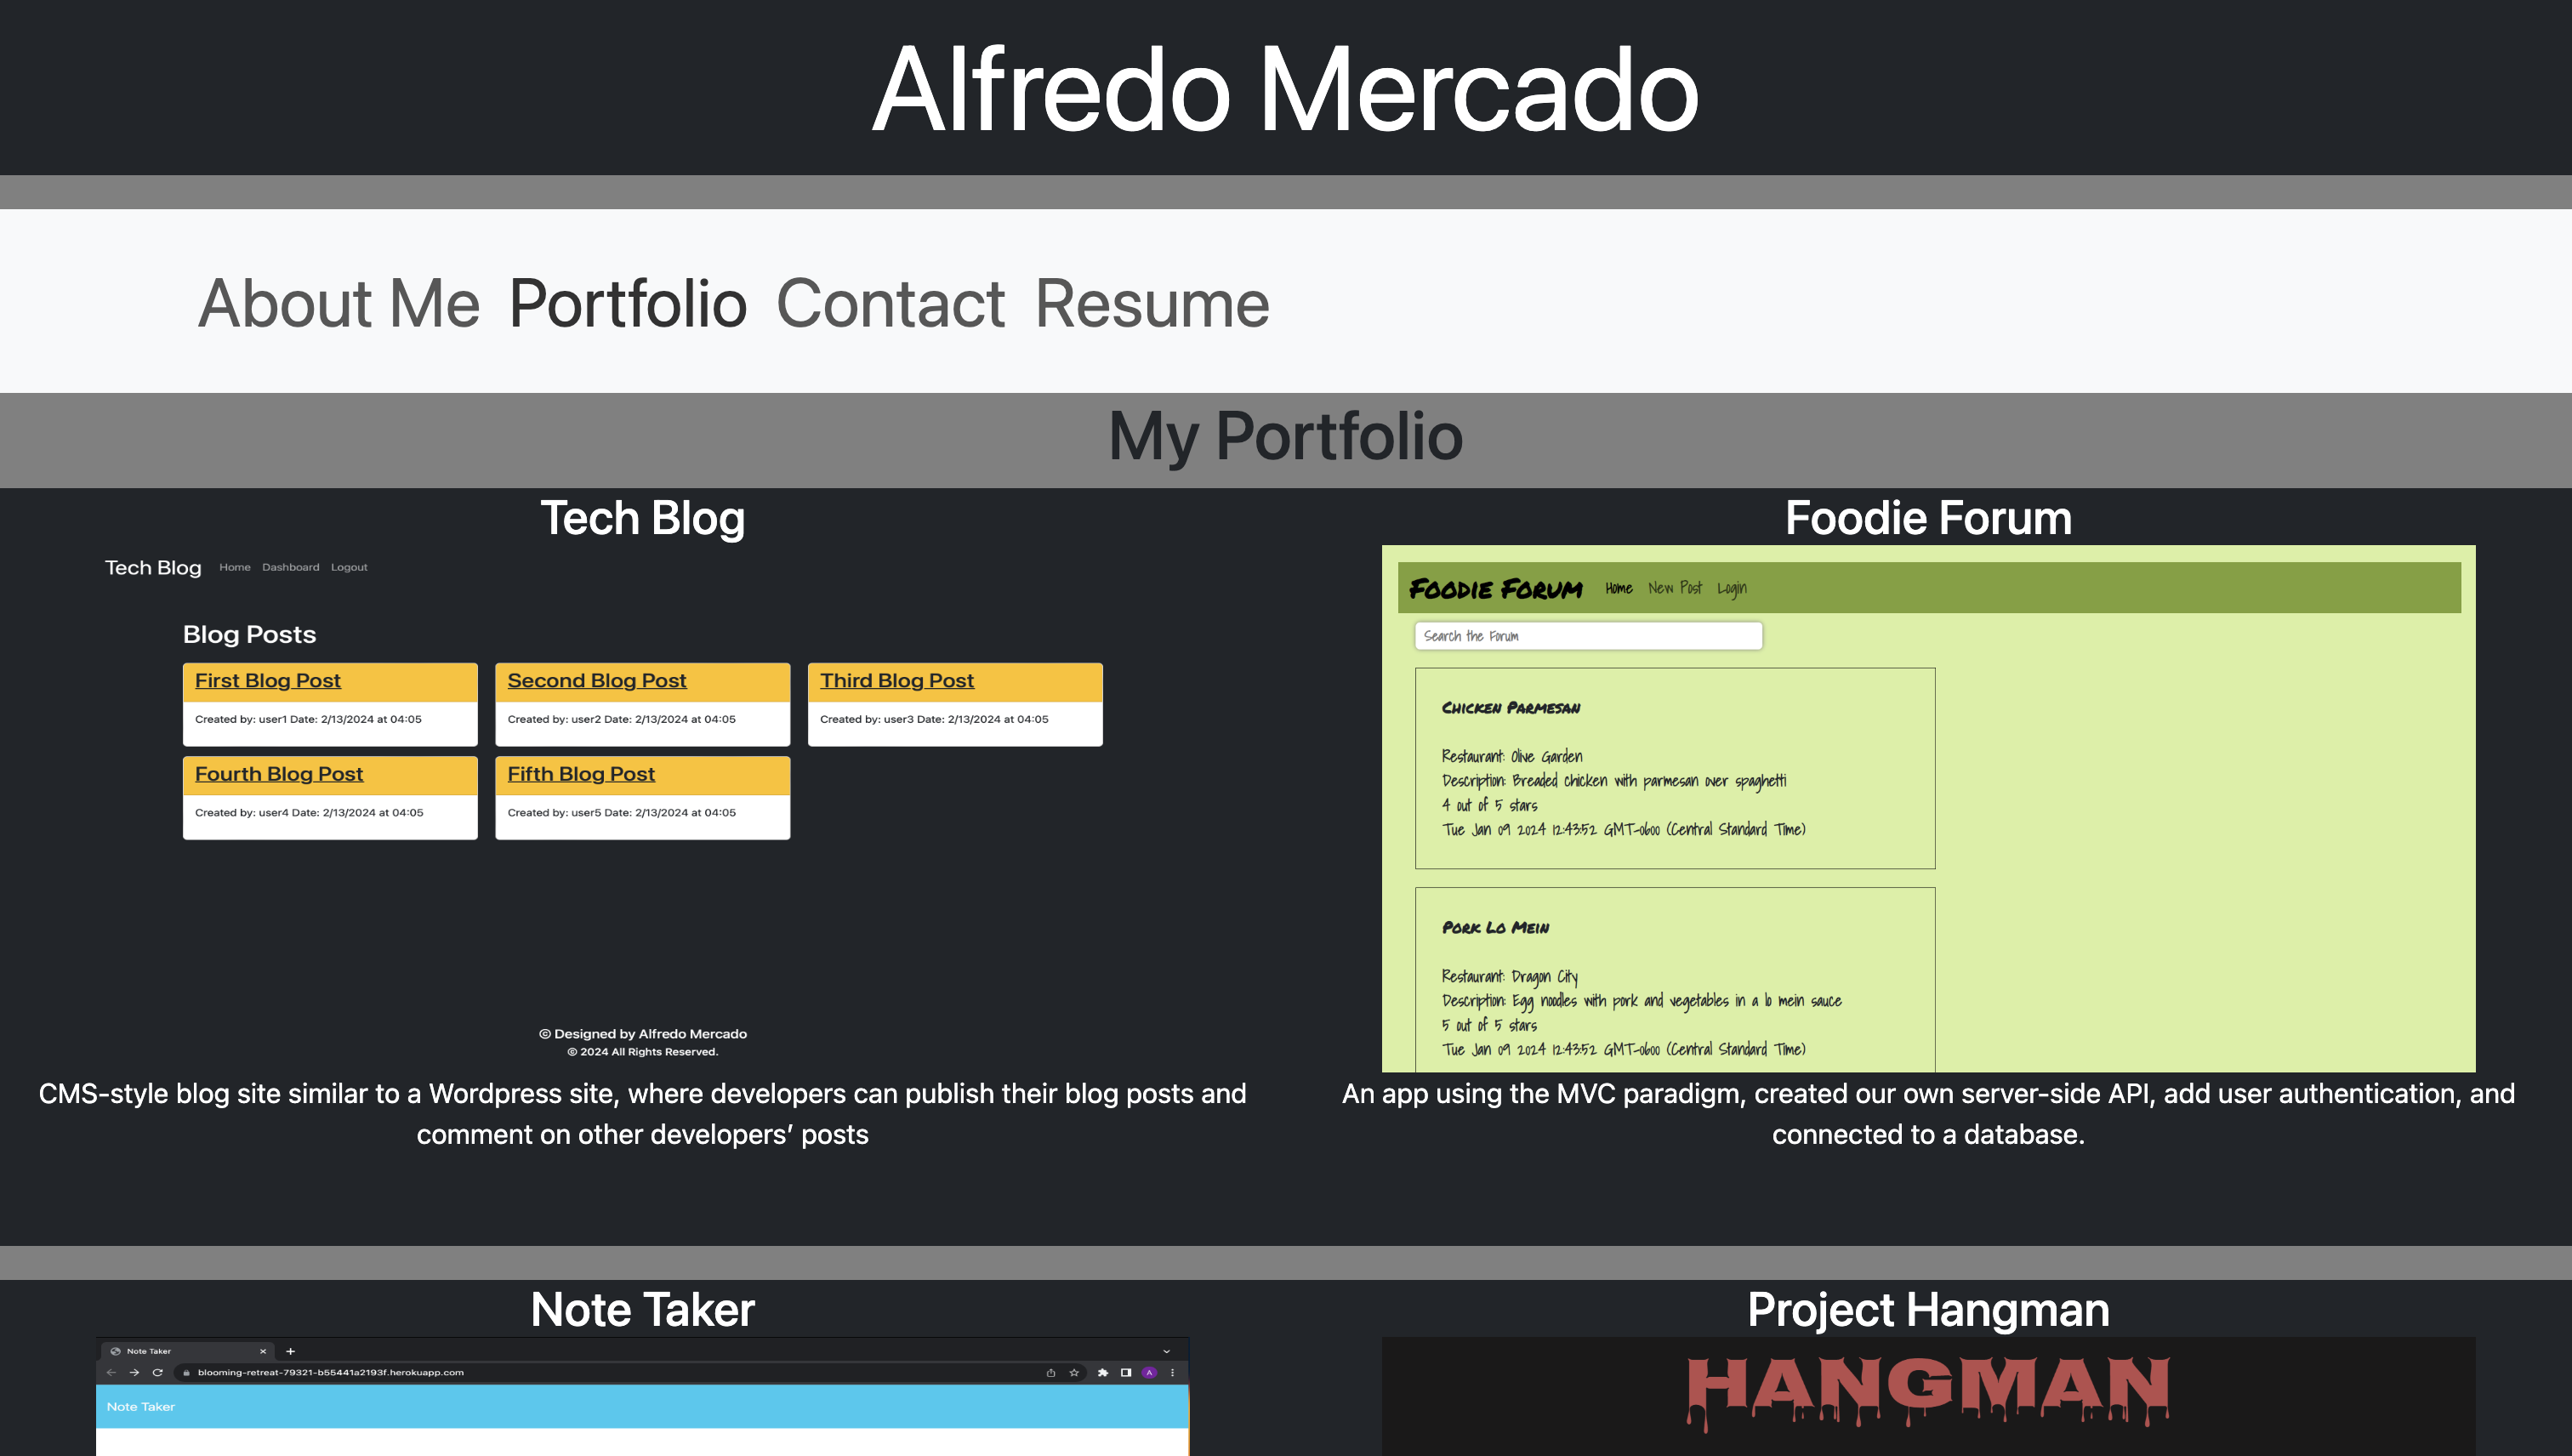 Alfredo Mercado
About Me Portfolio Contact Resume
My Portfolio
Tech Blog
Tech Blog Home Dashboard Logout
Blog Posts
First Blog Post
Created by: user1 Date: 2/13/2024 at 04:05
Second Blog Post
Created by: user2 Date: 2/13/2024 at 04:05
Third Blog Post
Created by: user3 Date: 2/13/2024 at 04:05
Fourth Blog Post
Created by: user4 Date: 2/13/2024 at 04:05
Fifth Blog Post
Created by: user5 Date: 2/13/2024 at 04:05
© Designed by Alfredo Mercado
© 2024 All Rights Reserved.
CMS-style blog site similar to a Wordpress site, where developers can publish their blog posts and
comment on other developers’ posts
Foodie Forum
Foodie Forum Home New Post Login
Search the Forum
Chicken Parmesan
Restaurant: Olive Garden
Description: Breaded chicken with parmesan over spaghetti
4 out of 5 stars
Tue Jan 09 2024 12:43:52 GMT-0600 (Central Standard Time)
Pork Lo Mein
Restaurant: Dragon City
Description: Egg noodles with pork and vegetables in a lo mein sauce
5 out of 5 stars
Tue Jan 09 2024 12:43:52 GMT-0600 (Central Standard Time)
An app using the MVC paradigm, created our own server-side API, add user authentication, and
connected to a database.
Note Taker
Note Taker
blooming-retreat-79321-b55441a2193f.herokuapp.com
A
Note Taker
Project Hangman
HANGMAN